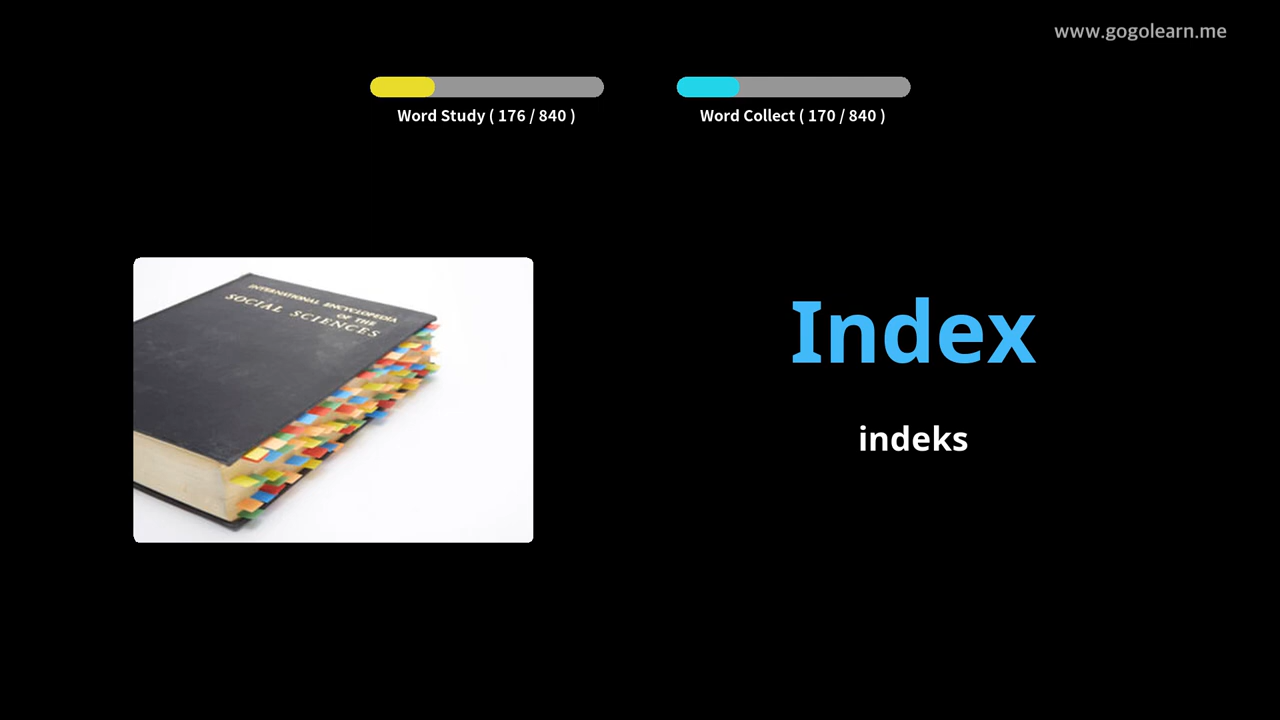 www.gogolearn.me
Word Study ( 176 / 840 )
Word Collect ( 170 / 840 )
INTERNATIONAL ENCYCLOPEDIA
OF THE
SOCIAL SCIENCES
Index
indeks